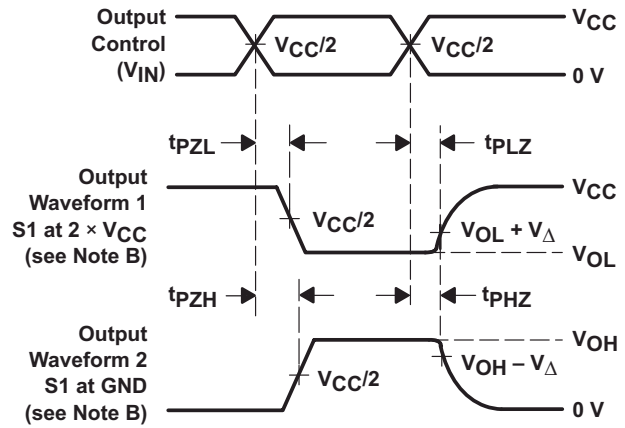 Output
Control
(VIN)
VCC/2
VCC/2
VCC
0 V
tPZL
tPLZ
Output
Waveform 1
S1 at 2 × VCC
(see Note B)
VCC/2
VCC
VOL + VΔ
VOL
tPZH
tPHZ
Output
Waveform 2
S1 at GND
(see Note B)
VCC/2
VOH
VOH – VΔ
0 V